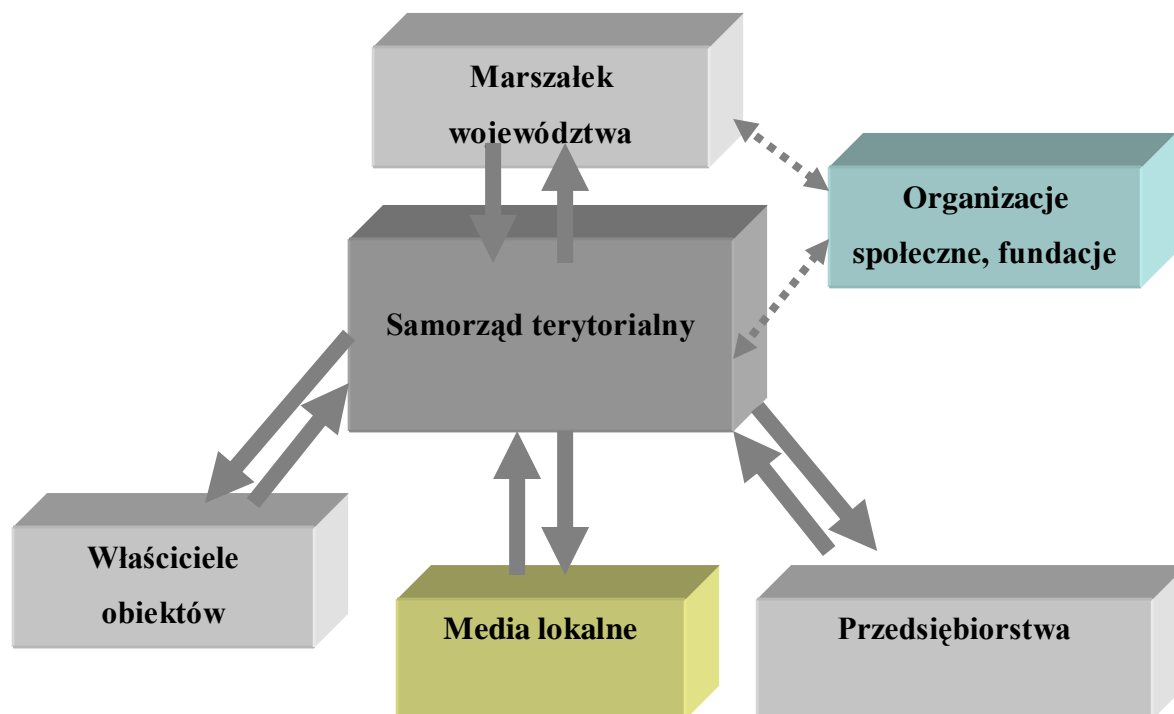 Marszałek
województwa
Organizacje
społeczne, fundacje
Samorząd terytorialny
Właściciele
obiektów
Media lokalne
Przedsiębiorstwa